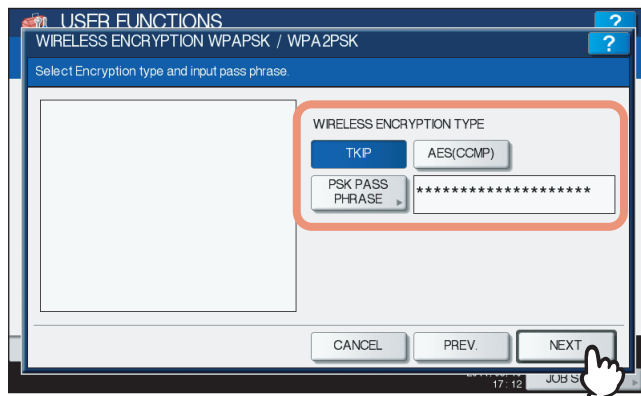 USER FUNCTIONS
?
WIRELESS ENCRYPTION WPAPSK / WPA2PSK
?
Select Encryption type and input pass phrase.
WIRELESS ENCRYPTION TYPE
TKIP
AES(CCMP)
PSK PASS
PHRASE
********************
CANCEL
PREV.
NEXT
17:12
JOB S